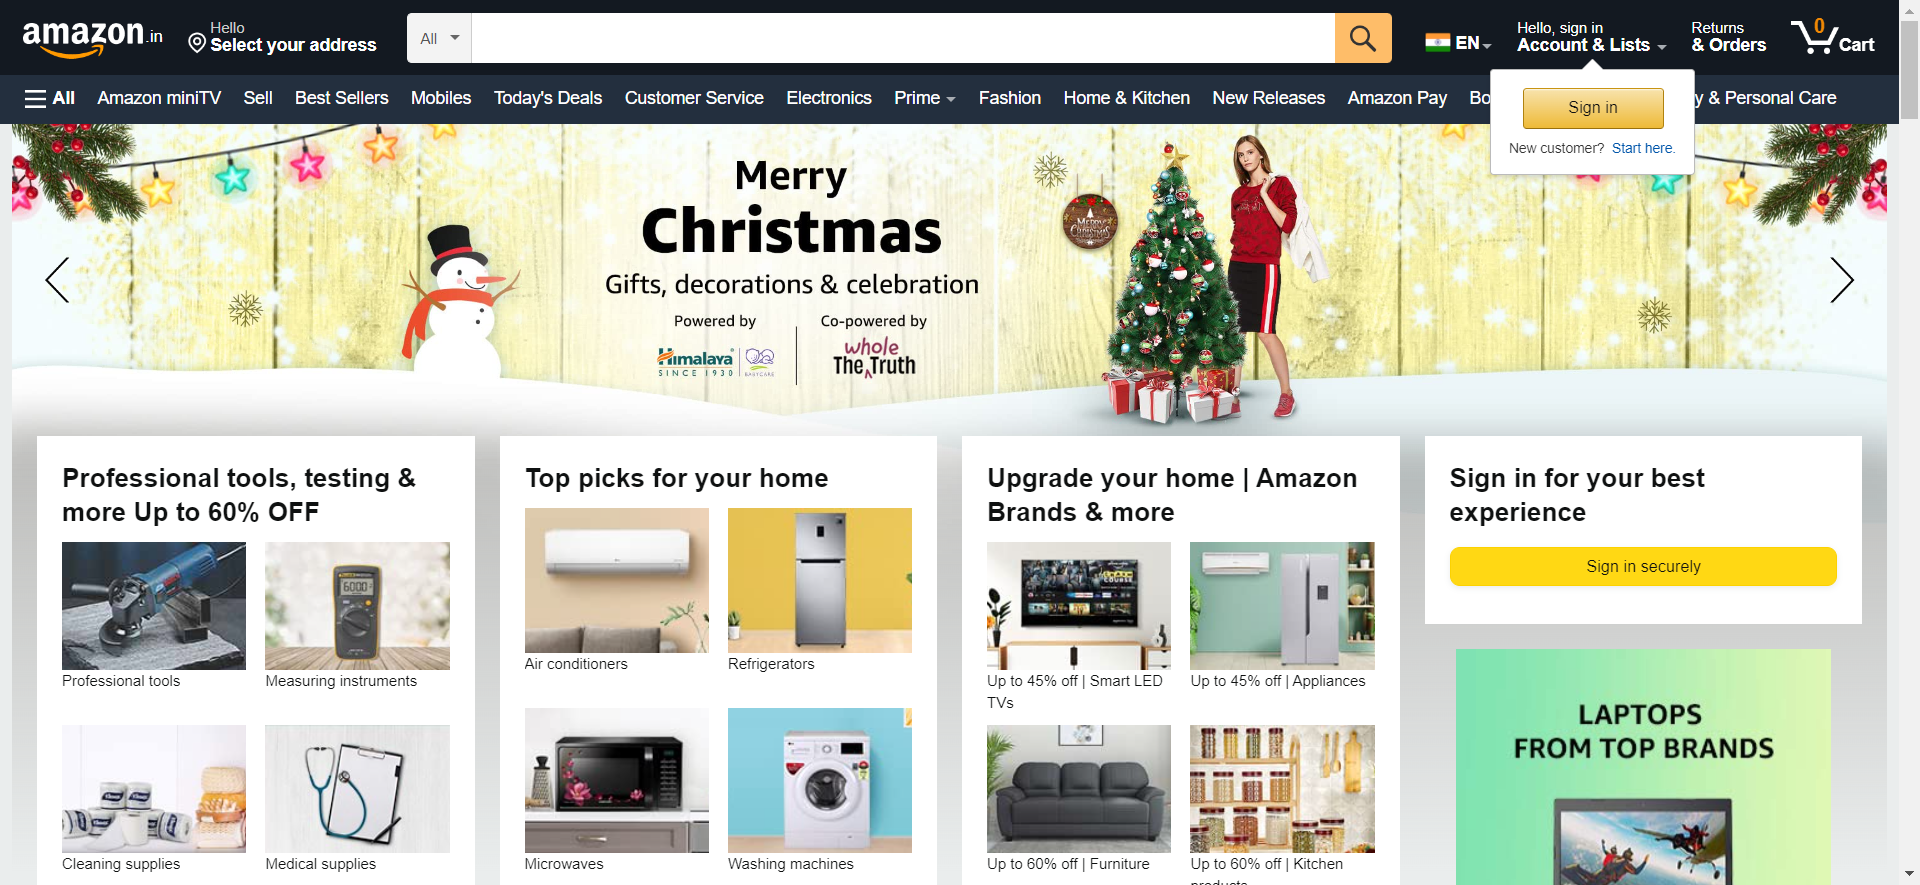 amazon.in
Hello
Select your address
All
EN
Hello, sign in
Account & Lists
Returns
& Orders
0
Cart
All
Amazon miniTV
Sell
Best Sellers
Mobiles
Today's Deals
Customer Service
Electronics
Prime
Fashion
Home & Kitchen
New Releases
Amazon Pay
Bo
y & Personal Care
Sign in
New customer? Start here.
Merry
Christmas
Gifts, decorations & celebration
Powered by
Co-powered by
Himalaya
SINCE 1930
BABYCARE
whole
The Truth
Merry
Christmas
Professional tools, testing &
more Up to 60% OFF
Professional tools
Measuring instruments
Cleaning supplies
Medical supplies
Top picks for your home
Air conditioners
Refrigerators
Microwaves
Washing machines
Upgrade your home | Amazon
Brands & more
Up to 45% off | Smart LED
TVs
Up to 45% off | Appliances
Up to 60% off | Furniture
Up to 60% off | Kitchen
products
Sign in for your best
experience
Sign in securely
LAPTOPS
FROM TOP BRANDS